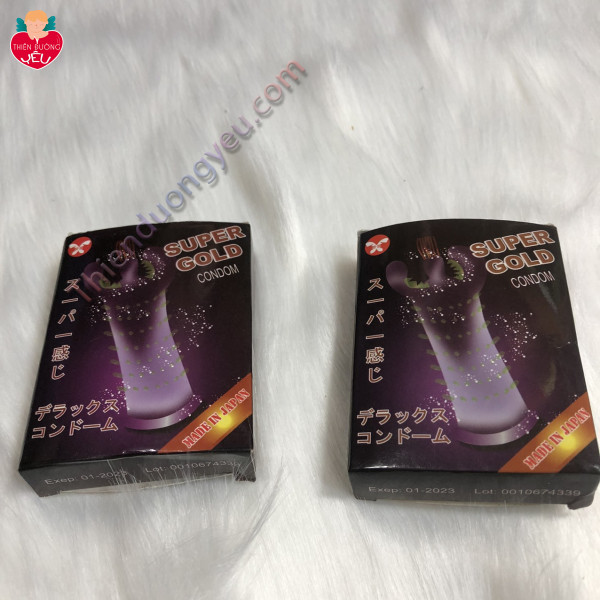 THIÊN ĐƯỜNG
YÊU
thienduongyeu.com
SUPER
GOLD
CONDOM
スーパー感じ
デラックス
コンドーム
MADE IN JAPAN
Exep: 01-2023 Lot: 0010674339
SUPER
GOLD
CONDOM
スーパー感じ
デラックス
コンドーム
MADE IN JAPAN
Exep: 01-2023 Lot: 0010674339